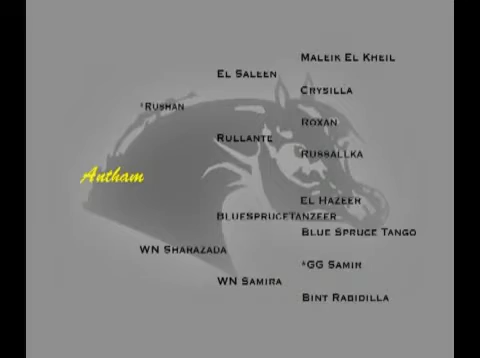 Maleik El Kheil
El Saleen
Crysilla
*Rushan
Roxan
Rullante
Russallka
Antham
El Hazeer
Bluesprucetanzeer
Blue Spruce Tango
WN Sharazada
*GG Samir
WN Samira
Bint Rabidilla